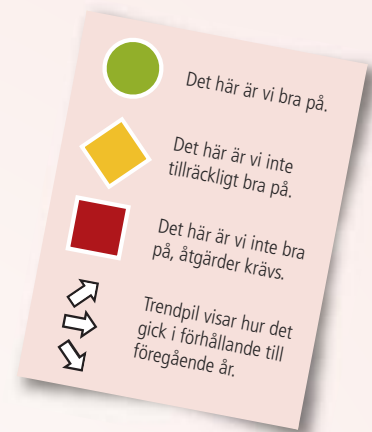 Det här är vi bra på.
Det här är vi inte
tillräckligt bra på.
Det här är vi inte bra
på, åtgärder krävs.
Trendpil visar hur det
gick i förhållande till
föregående år.